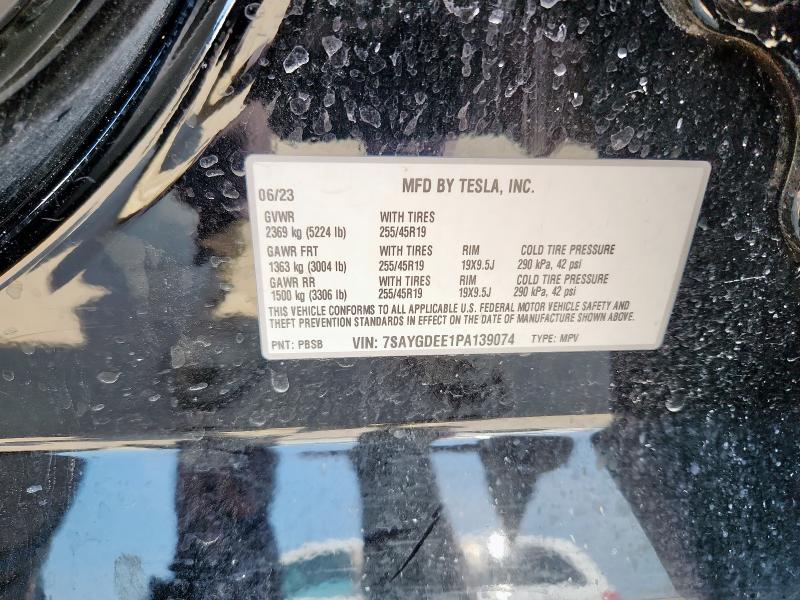 06/23 MFD BY TESLA, INC.
GVWR WITH TIRES
2369 kg (5224 lb) 255/45R19
GAWR FRT WITH TIRES RIM COLD TIRE PRESSURE
1363 kg (3004 lb) 255/45R19 19X9.5J 290 kPa, 42 psi
GAWR RR WITH TIRES RIM COLD TIRE PRESSURE
1500 kg (3306 lb) 255/45R19 19X9.5J 290 kPa, 42 psi
THIS VEHICLE CONFORMS TO ALL APPLICABLE U.S. FEDERAL MOTOR VEHICLE SAFETY AND
THEFT PREVENTION STANDARDS IN EFFECT ON THE DATE OF MANUFACTURE SHOWN ABOVE.
PNT: PBSB VIN: 7SAYGDEE1PA139074 TYPE: MPV